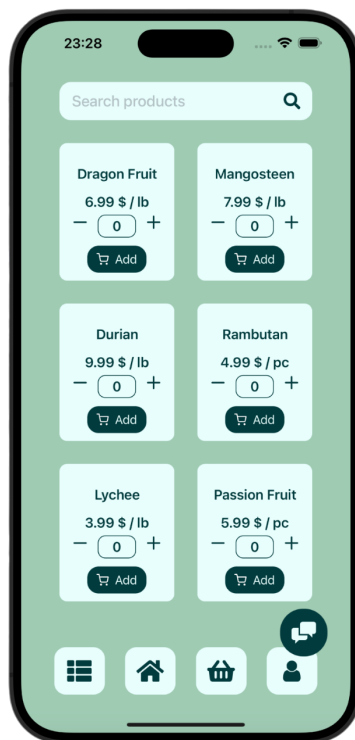 23:28
Search products
Dragon Fruit
6.99 $ / lb
0
Add
Mangosteen
7.99 $ / lb
0
Add
Durian
9.99 $ / lb
0
Add
Rambutan
4.99 $ / pc
0
Add
Lychee
3.99 $ / lb
0
Add
Passion Fruit
5.99 $ / pc
0
Add